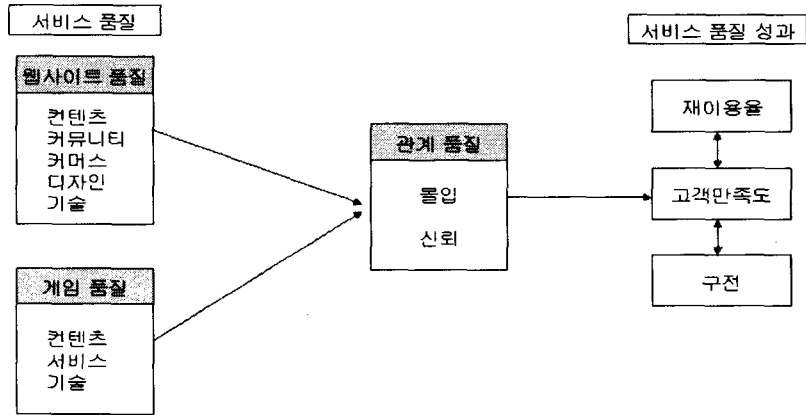 서비스 품질
웹사이트 품질
컨텐츠
커뮤니티
커머스
디자인
기술
게임 품질
컨텐츠
서비스
기술
관계 품질
몰입
신뢰
서비스 품질 성과
재이용율
고객만족도
구전